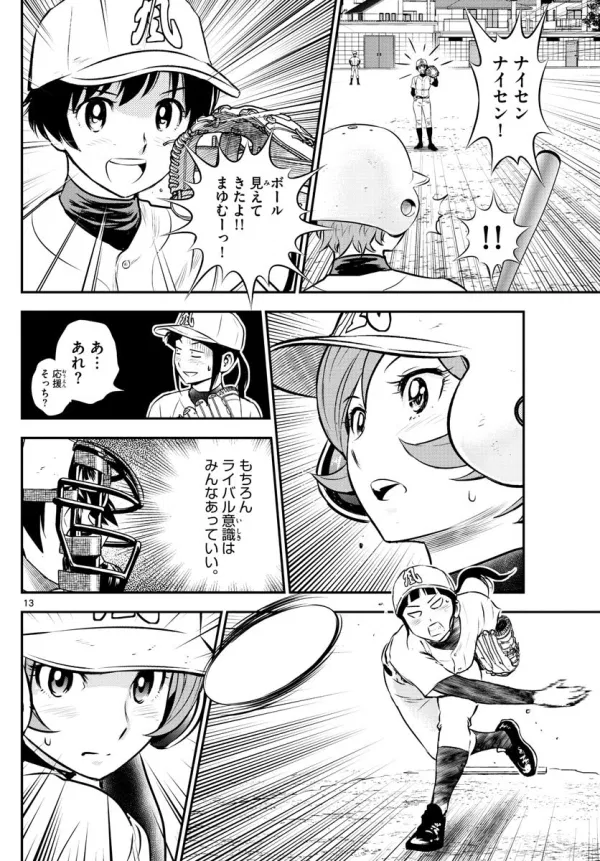 ナイセン
ナイセン！
！！
ボール
見えて
きたよ！！
まゆむーっ！
あ…
あれ？
応援
そっち？
もちろん
ライバル意識は
みんなあっていい。
13